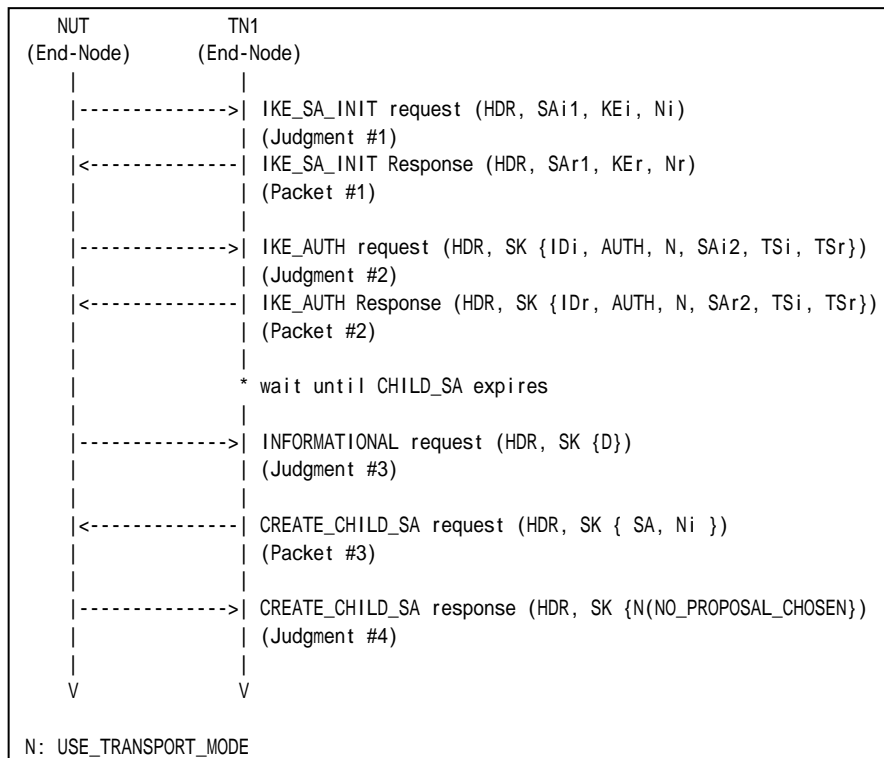 NUT TN1
(End-Node) (End-Node)
| |
|-------------->| IKE_SA_INIT request (HDR, SAi1, KEi, Ni)
| | (Judgment #1)
|<--------------| IKE_SA_INIT Response (HDR, SAr1, KEr, Nr)
| | (Packet #1)
| |
|-------------->| IKE_AUTH request (HDR, SK {IDi, AUTH, N, SAi2, TSi, TSr})
| | (Judgment #2)
|<--------------| IKE_AUTH Response (HDR, SK {IDr, AUTH, N, SAr2, TSi, TSr})
| | (Packet #2)
| |
| * wait until CHILD_SA expires
| |
|-------------->| INFORMATIONAL request (HDR, SK {D})
| | (Judgment #3)
| |
|<--------------| CREATE_CHILD_SA request (HDR, SK { SA, Ni })
| | (Packet #3)
| |
|-------------->| CREATE_CHILD_SA response (HDR, SK {N(NO_PROPOSAL_CHOSEN})
| | (Judgment #4)
| |
V V
N: USE_TRANSPORT_MODE